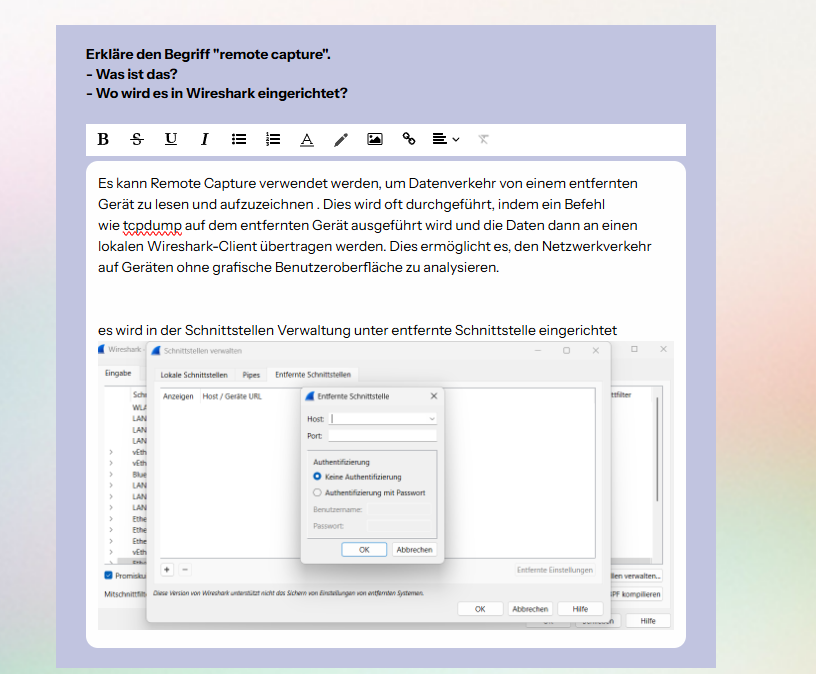 Erkläre den Begriff "remote capture".
- Was ist das?
- Wo wird es in Wireshark eingerichtet?
B S U I A
Es kann Remote Capture verwendet werden, um Datenverkehr von einem entfernten
Gerät zu lesen und aufzuzeichnen . Dies wird oft durchgeführt, indem ein Befehl
wie tcpdump auf dem entfernten Gerät ausgeführt wird und die Daten dann an einen
lokalen Wireshark-Client übertragen werden. Dies ermöglicht es, den Netzwerkverkehr
auf Geräten ohne grafische Benutzeroberfläche zu analysieren.
es wird in der Schnittstellen Verwaltung unter entfernte Schnittstelle eingerichtet
Wireshark
Schnittstellen verwalten
Eingabe
Lokale Schnittstellen Pipes Entfernte Schnittstellen
Anzeigen Host / Geräte URL
Entfernte Schnittstelle
Host:
Port:
Authentifizierung
Keine Authentifizierung
Authentifizierung mit Passwort
Benutzername:
Passwort:
OK Abbrechen
Schn
WLA
LAN
LAN
LAN
vEth
vEth
Blue
LAN
LAN
LAN
Ethe
Ethe
Ethe
vEth
ttfilter
+ −
Entfernte Einstellungen
Promisku
llen verwalten...
Diese Version von Wireshark unterstützt nicht das Sichern von Einstellungen von entfernten Systemen.
Mitschnittfilt
PF kompilieren
OK Abbrechen Hilfe
Hilfe